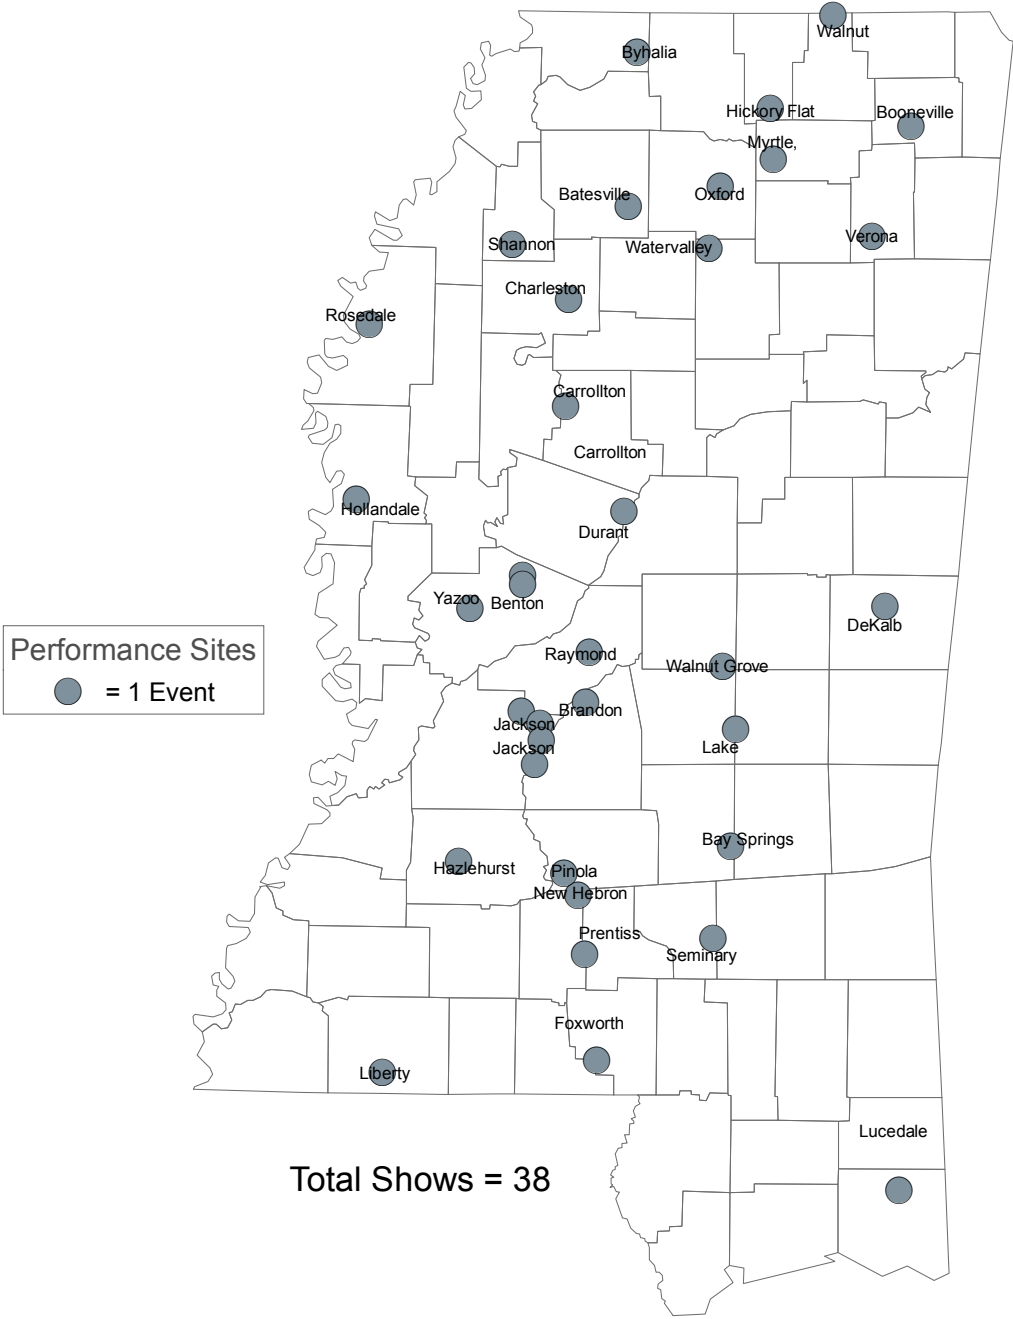 Walnut
Byhalia
Hickory Flat
Booneville
Myrtle,
Batesville
Oxford
Verona
Shannon
Watervalley
Charleston
Rosedale
Carrollton
Carrollton
Hollandale
Durant
Yazoo
Benton
DeKalb
Performance Sites
= 1 Event
Raymond
Walnut Grove
Brandon
Jackson
Jackson
Lake
Bay Springs
Hazlehurst
Pinola
New Hebron
Prentiss
Seminary
Foxworth
Liberty
Lucedale
Total Shows = 38